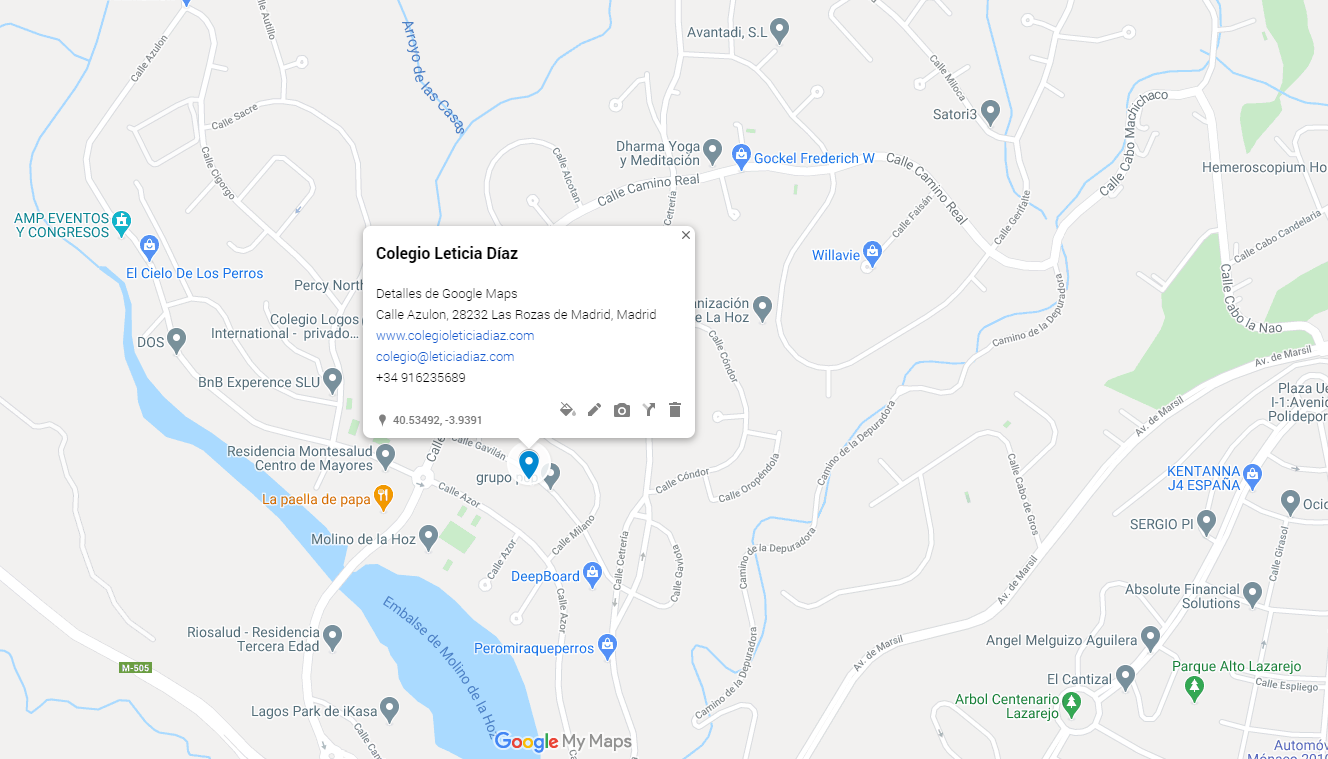 Calle Autillo
Avantadi, S.L
Calle Azulon
Arroyo de las Casas
Calle Miloca
Calle Cabo Machichaco
Calle Sacre
Satori3
Dharma Yoga
y Meditación
Gockel Frederich W
Calle Cigorgo
Calle Alcotan
Calle Camino Real
Calle Camino Real
Hemeroscopium Ho
Calle Cetrería
Calle Gerifalte
Calle Faisán
AMP EVENTOS
Y CONGRESOS
Calle Cabo Candelaria
El Cielo De Los Perros
Willavie
Colegio Leticia Díaz
Detalles de Google Maps
Calle Azulon, 28232 Las Rozas de Madrid, Madrid
www.colegioleticiadiaz.com
colegio@leticiadiaz.com
+34 916235689
40.53492, -3.9391
Percy North
anización
e La Hoz
Camino de la Depuradora
Calle Cabo la Nao
Colegio Logos
International - privado...
DOS
Av. de Marsil
BnB Experence SLU
Calle Cóndor
Plaza Ue
I-1:Avenid
Polidepor
Av. de Marsil
Camino de la Depuradora
Calle
Calle Gavilán
Residencia Montesalud
Centro de Mayores
grupo
Calle Cóndor
Calle Oropéndola
KENTANNA
J4 ESPAÑA
Calle Cabo de Gros
La paella de papa
Calle Azor
Ocio
SERGIO PI
Molino de la Hoz
Calle Azor
Calle Milano
Calle Cetrería
Calle Gaviota
Camino de la Depuradora
Camino de la Depuradora
Calle Girasol
DeepBoard
Av. de Marsil
Absolute Financial
Solutions
Embalse de Molino de la Hoz
Calle Azor
Riosalud - Residencia
Tercera Edad
Peromiraqueperros
Av. de Marsil
Angel Melguizo Aguilera
M-505
Parque Alto Lazarejo
El Cantizal
Calle Espliego
Camino de la Depuradora
Arbol Centenario
Lazarejo
Lagos Park de iKasa
Calle Cam
Google My Maps
Automóv
Mónaco 2010